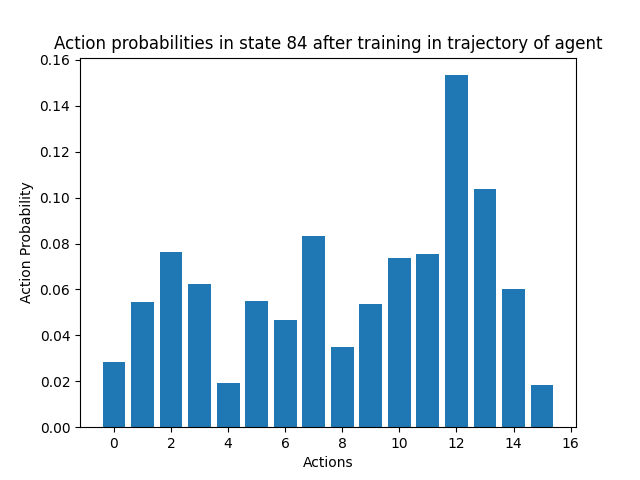 Action probabilities in state 84 after training in trajectory of agent
0.16
0.14
0.12
0.10
0.08
0.06
0.04
0.02
0.00
Action Probability
0 2 4 6 8 10 12 14 16
Actions